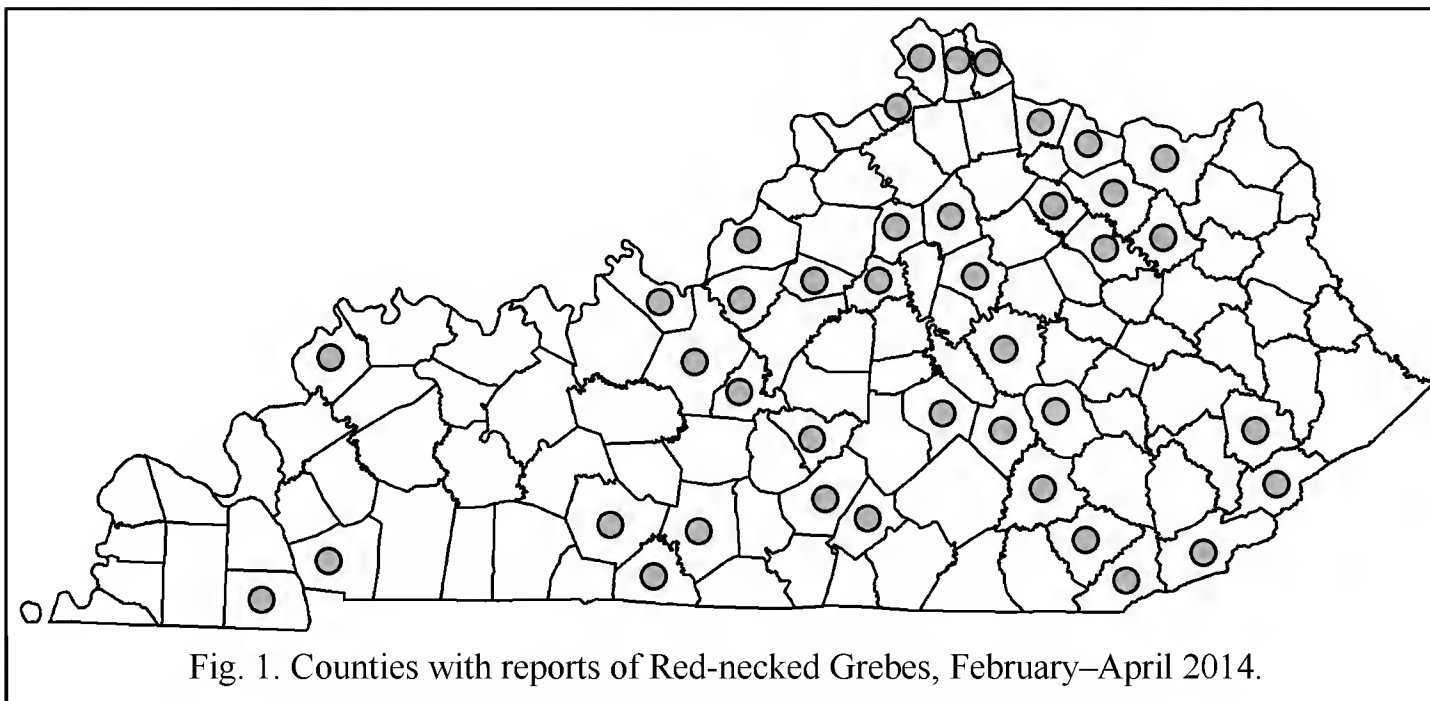 Fig. 1. Counties with reports of Red-necked Grebes, February–April 2014.